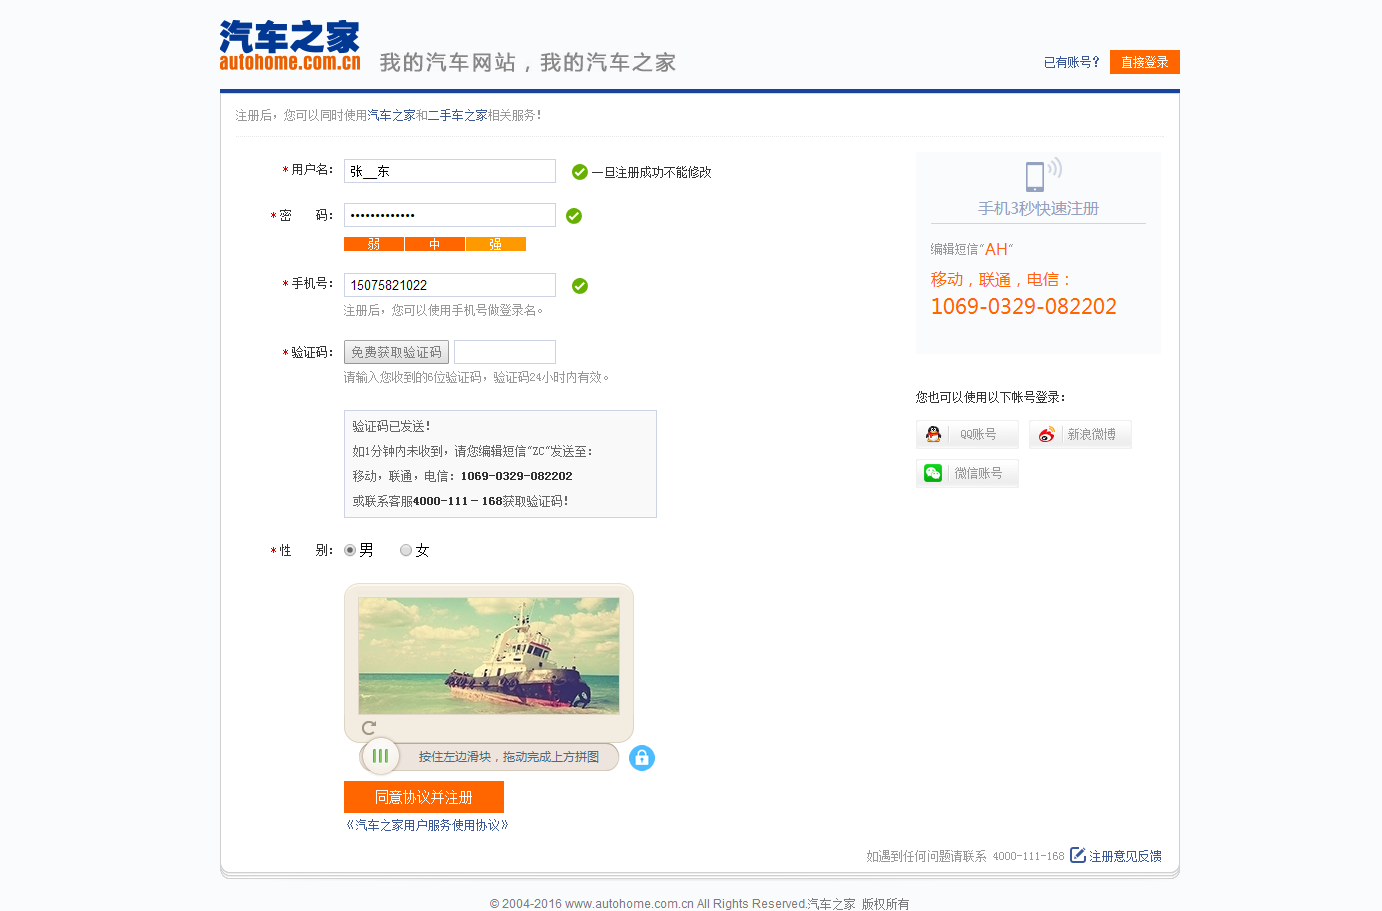 汽车之家
autohome.com.cn
我的汽车网站，我的汽车之家
已有账号？ 直接登录
注册后，您可以同时使用汽车之家和二手车之家相关服务！
*用户名： 张__东 一旦注册成功不能修改
*密 码： •••••••••••••
弱 中 强
*手机号： 15075821022
注册后，您可以使用手机号做登录名。
*验证码： 免费获取验证码
请输入您收到的6位验证码，验证码24小时内有效。
验证码已发送！
如1分钟内未收到，请您编辑短信“ZC”发送至：
移动，联通，电信：1069-0329-082202
或联系客服4000-111-168获取验证码！
*性 别： 男 女
按住左边滑块，拖动完成上方拼图
同意协议并注册
《汽车之家用户服务使用协议》
手机3秒快速注册
编辑短信“AH”
移动，联通，电信：
1069-0329-082202
您也可以使用以下帐号登录：
QQ账号 新浪微博
微信账号
如遇到任何问题请联系 4000-111-168 注册意见反馈
© 2004-2016 www.autohome.com.cn All Rights Reserved.汽车之家 版权所有